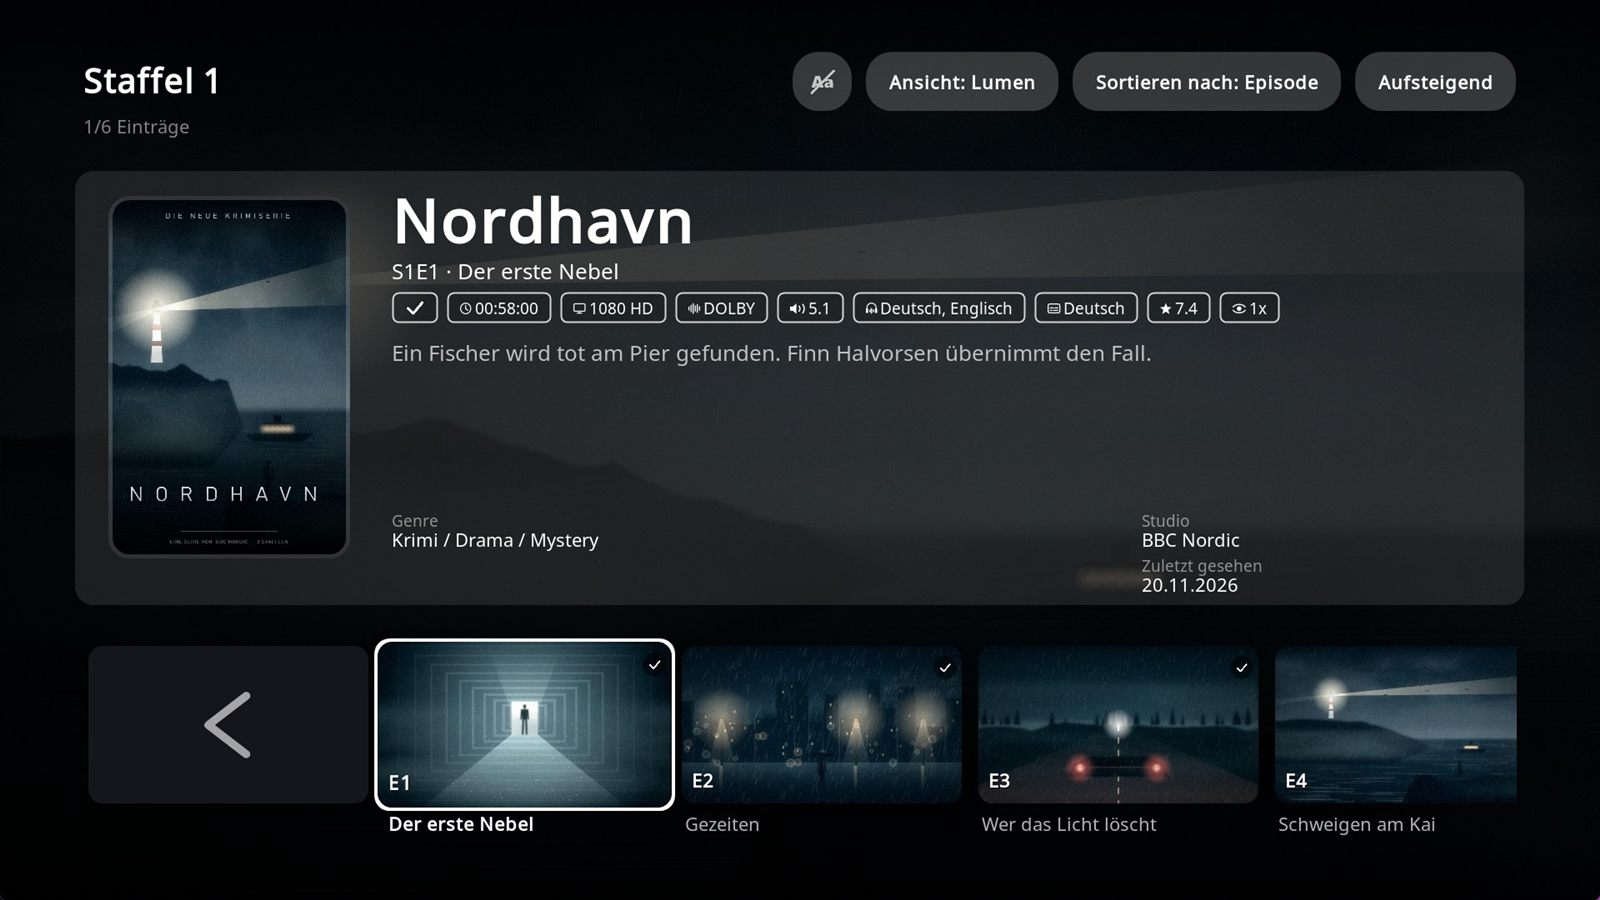 Staffel 1
1/6 Einträge
Aa
Ansicht: Lumen
Sortieren nach: Episode
Aufsteigend
DIE NEUE KRIMISERIE
NORDHAVN
Nordhavn
S1E1 · Der erste Nebel
00:58:00
1080 HD
DOLBY
5.1
Deutsch, Englisch
Deutsch
7.4
1x
Ein Fischer wird tot am Pier gefunden. Finn Halvorsen übernimmt den Fall.
Genre
Krimi / Drama / Mystery
Studio
BBC Nordic
Zuletzt gesehen
20.11.2026
E1
E2
E3
E4
Der erste Nebel
Gezeiten
Wer das Licht löscht
Schweigen am Kai